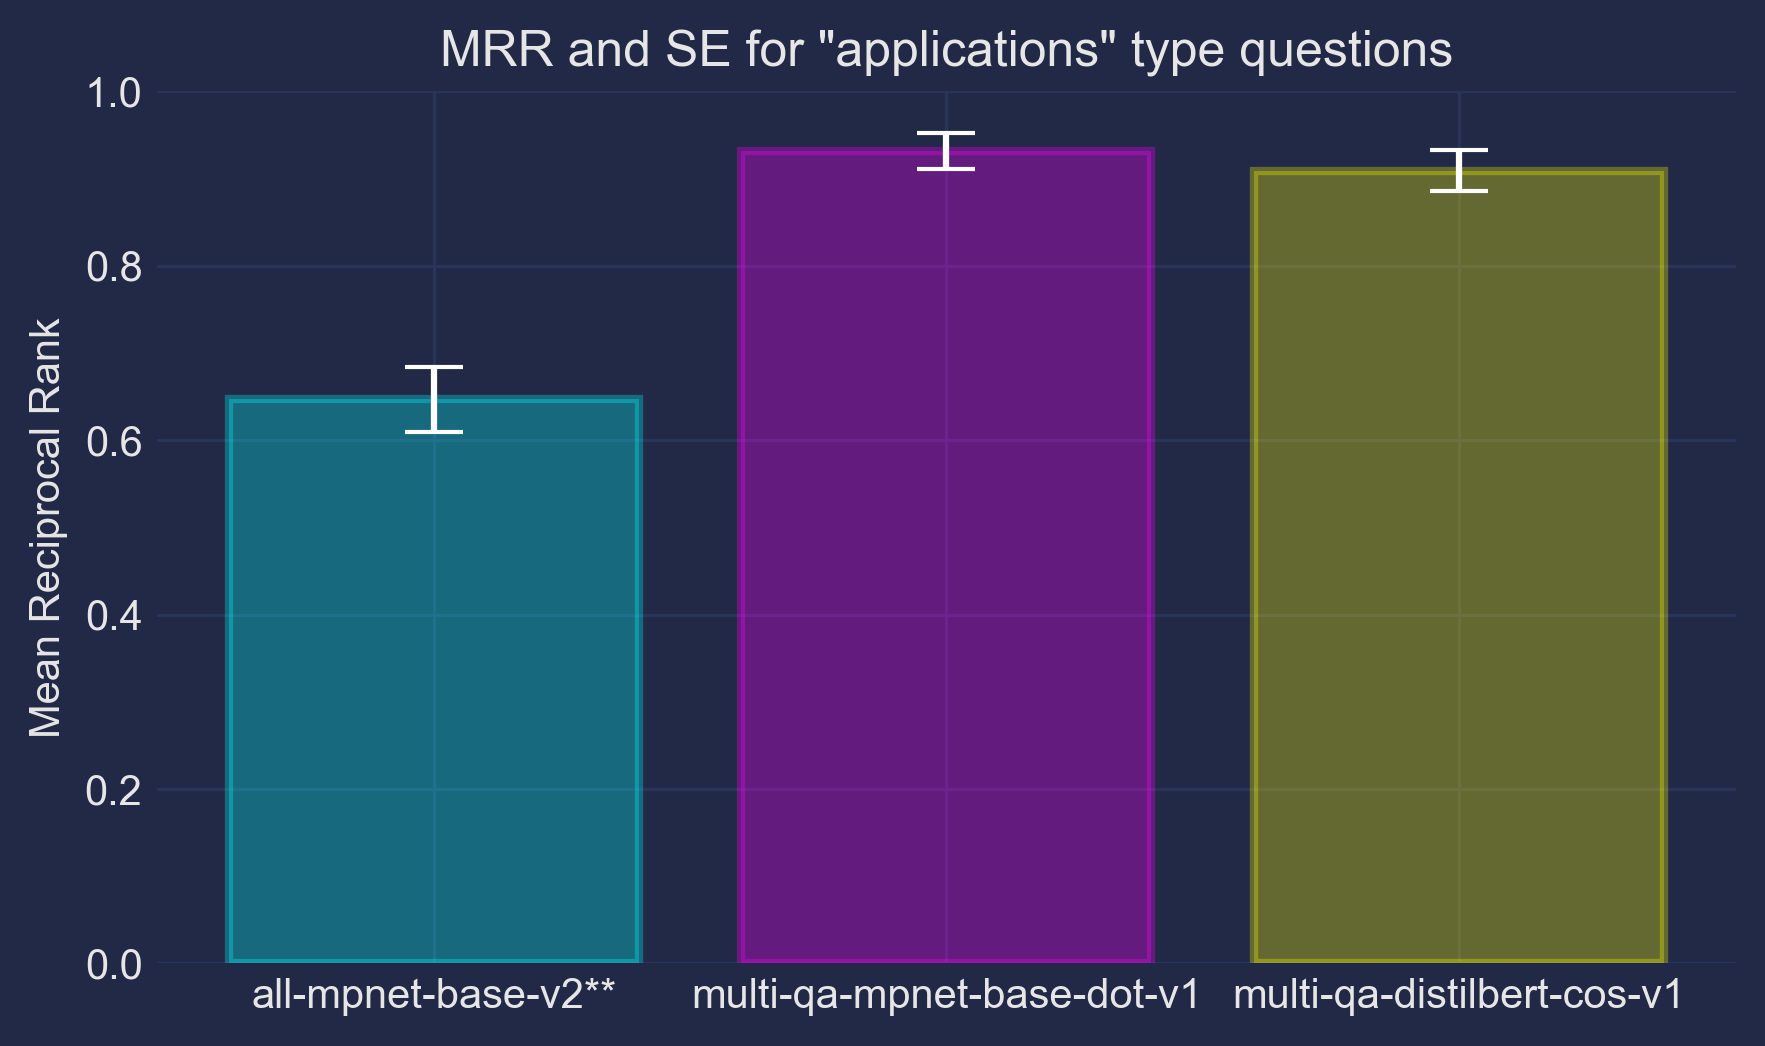 MRR and SE for "applications" type questions
Mean Reciprocal Rank
1.0
0.8
0.6
0.4
0.2
0.0
all-mpnet-base-v2** multi-qa-mpnet-base-dot-v1 multi-qa-distilbert-cos-v1